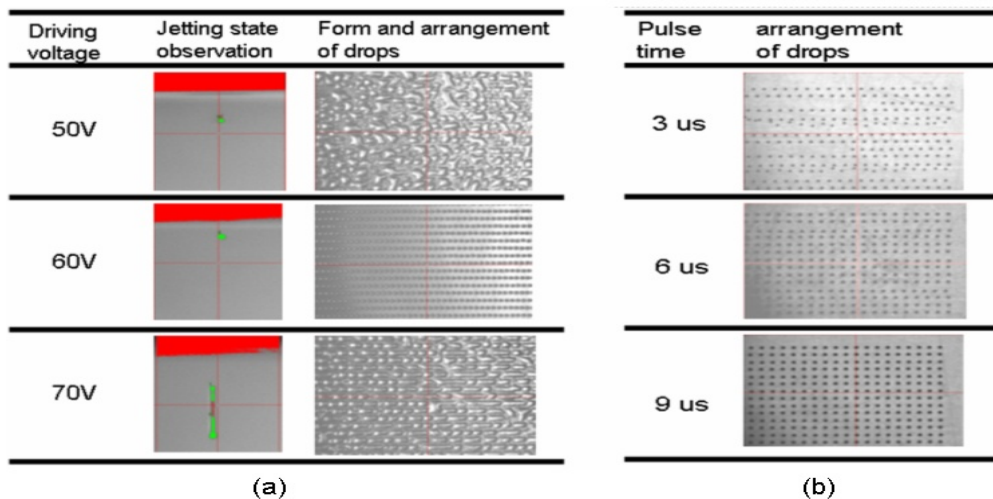 Driving voltage
Jetting state observation
Form and arrangement of drops
50V
60V
70V
(a)
Pulse time
arrangement of drops
3 us
6 us
9 us
(b)